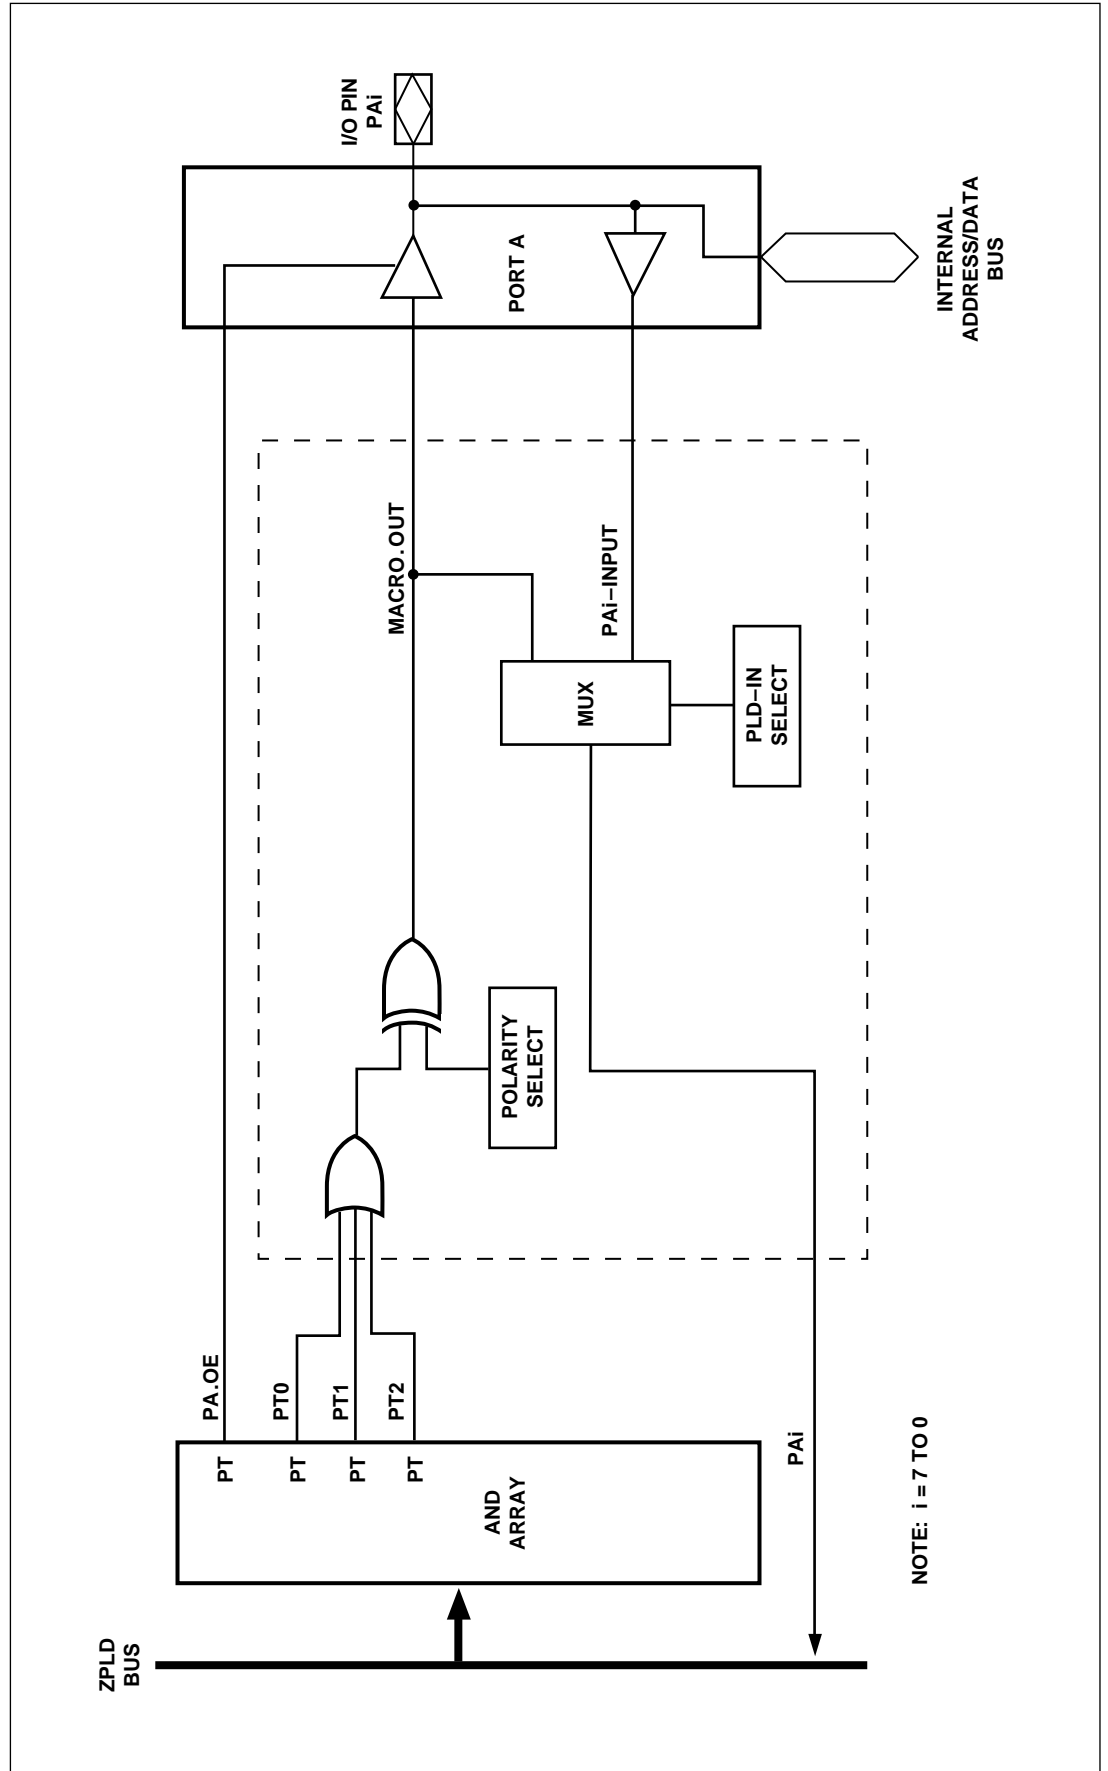 ZPLD
BUS
AND
ARRAY
PT
PT
PT
PT
PA.OE
PT0
PT1
PT2
POLARITY
SELECT
MACRO.OUT
MUX
PLD–IN
SELECT
PAi–INPUT
PORT A
I/O PIN
PAi
INTERNAL
ADDRESS/DATA
BUS
PAi
NOTE: i = 7 TO 0